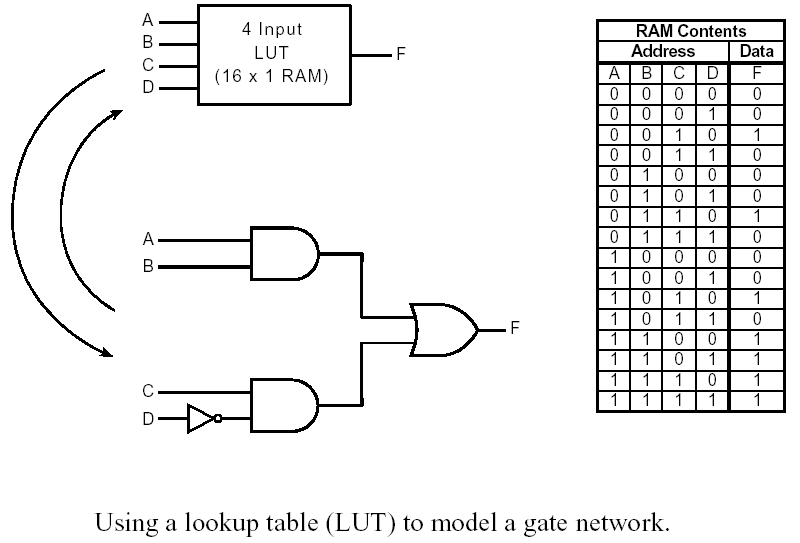 A
B
C
D
4 Input
LUT
(16 x 1 RAM)
F
A
B
C
D
F
RAM Contents
Address Data
A B C D F
0 0 0 0 0
0 0 0 1 0
0 0 1 0 1
0 0 1 1 0
0 1 0 0 0
0 1 0 1 0
0 1 1 0 1
0 1 1 1 0
1 0 0 0 0
1 0 0 1 0
1 0 1 0 1
1 0 1 1 0
1 1 0 0 1
1 1 0 1 1
1 1 1 0 1
1 1 1 1 1
Using a lookup table (LUT) to model a gate network.